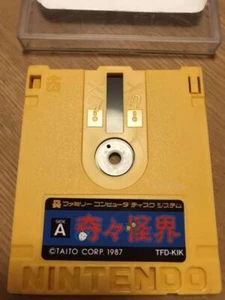 ファミリー コンピュータ ディスク システム
SIDE
A
奇々怪界
©TAITO CORP. 1987
TFD-KIK
NINTENDO